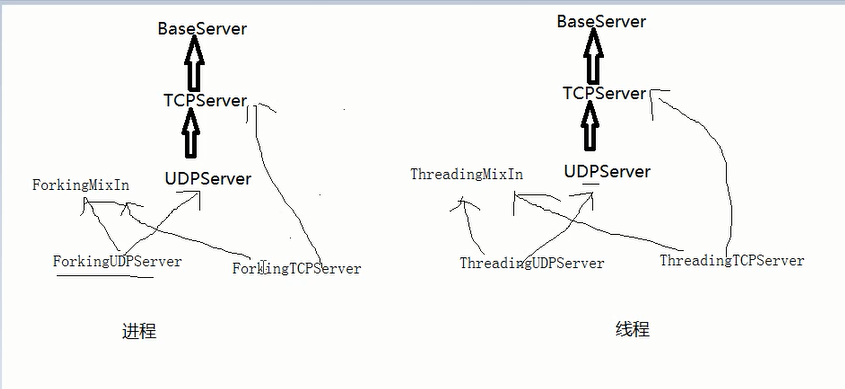 BaseServer
TCPServer
UDPServer
ForkingMixIn
ForkingUDPServer
ForkingTCPServer
进程
BaseServer
TCPServer
UDPServer
ThreadingMixIn
ThreadingUDPServer
ThreadingTCPServer
线程